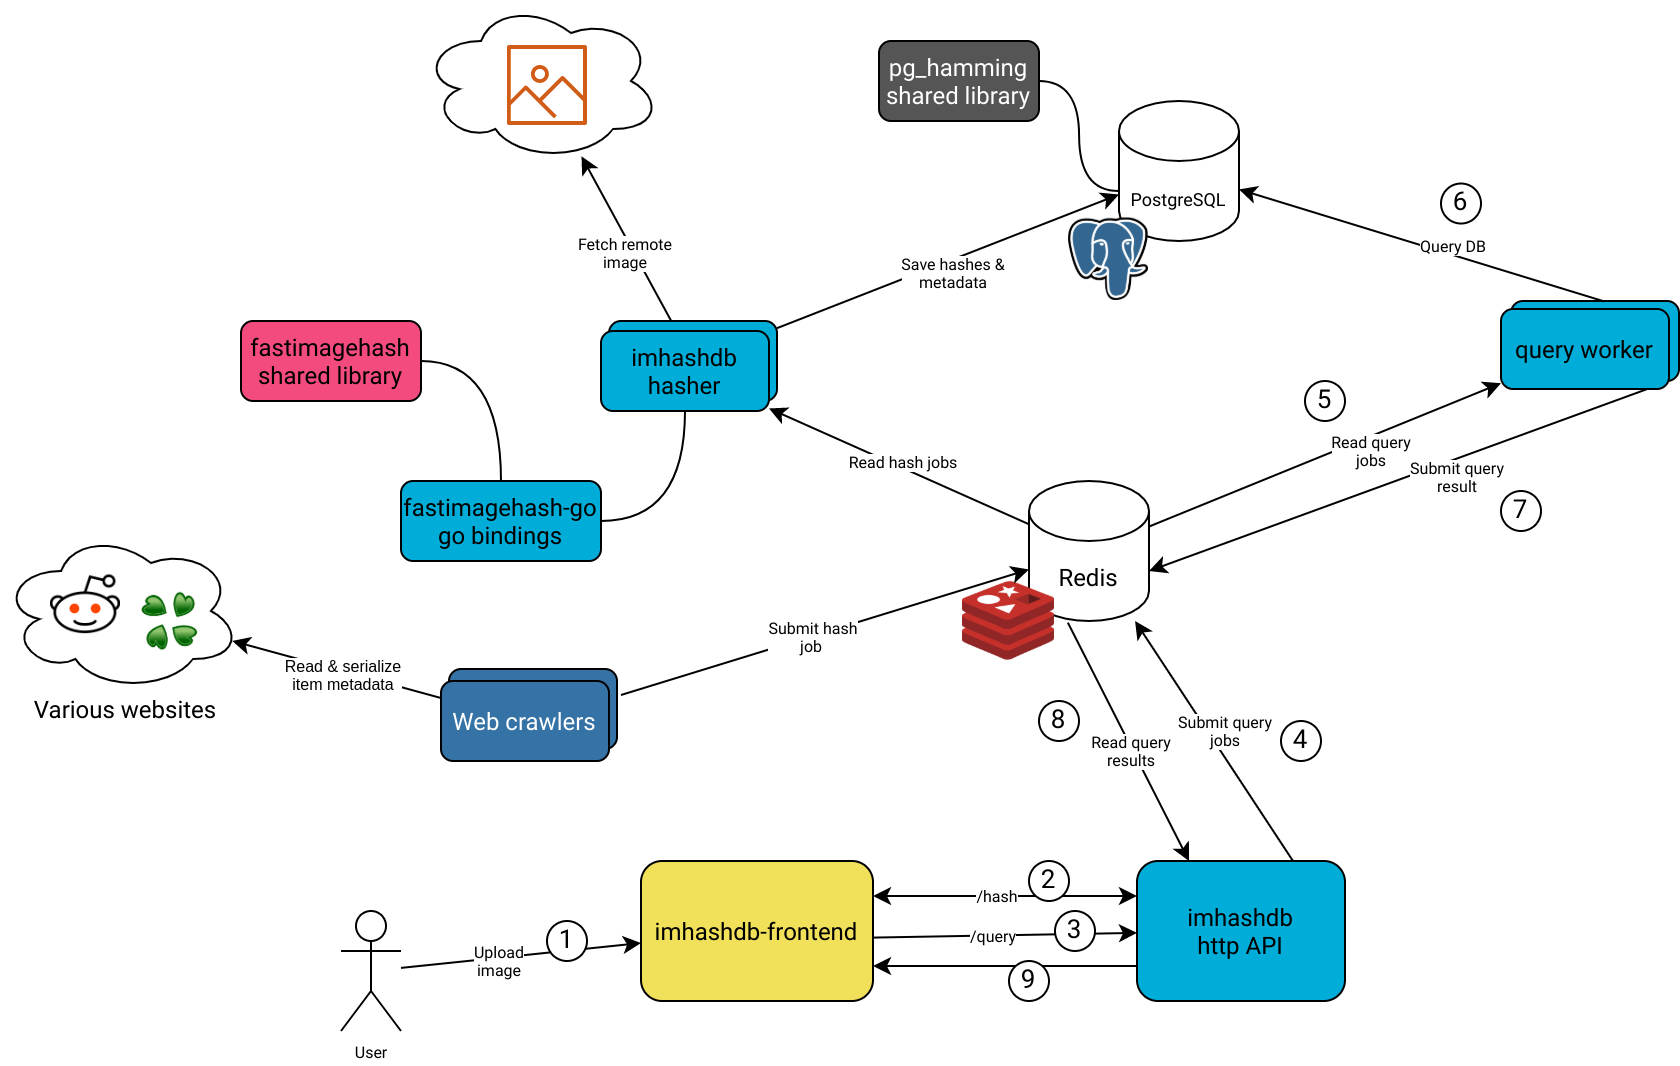 pg_hamming
shared library
PostgreSQL
6
Query DB
Fetch remote
image
Save hashes &
metadata
fastimagehash
shared library
imhashdb
hasher
query worker
5
Read query
jobs
Read hash jobs
Submit query
result
7
fastimagehash-go
go bindings
Redis
Submit hash
job
Read & serialize
item metadata
Various websites
Web crawlers
8
Read query
results
Submit query
jobs
4
2
/hash
imhashdb-frontend
/query
3
imhashdb
http API
9
1
Upload
image
User